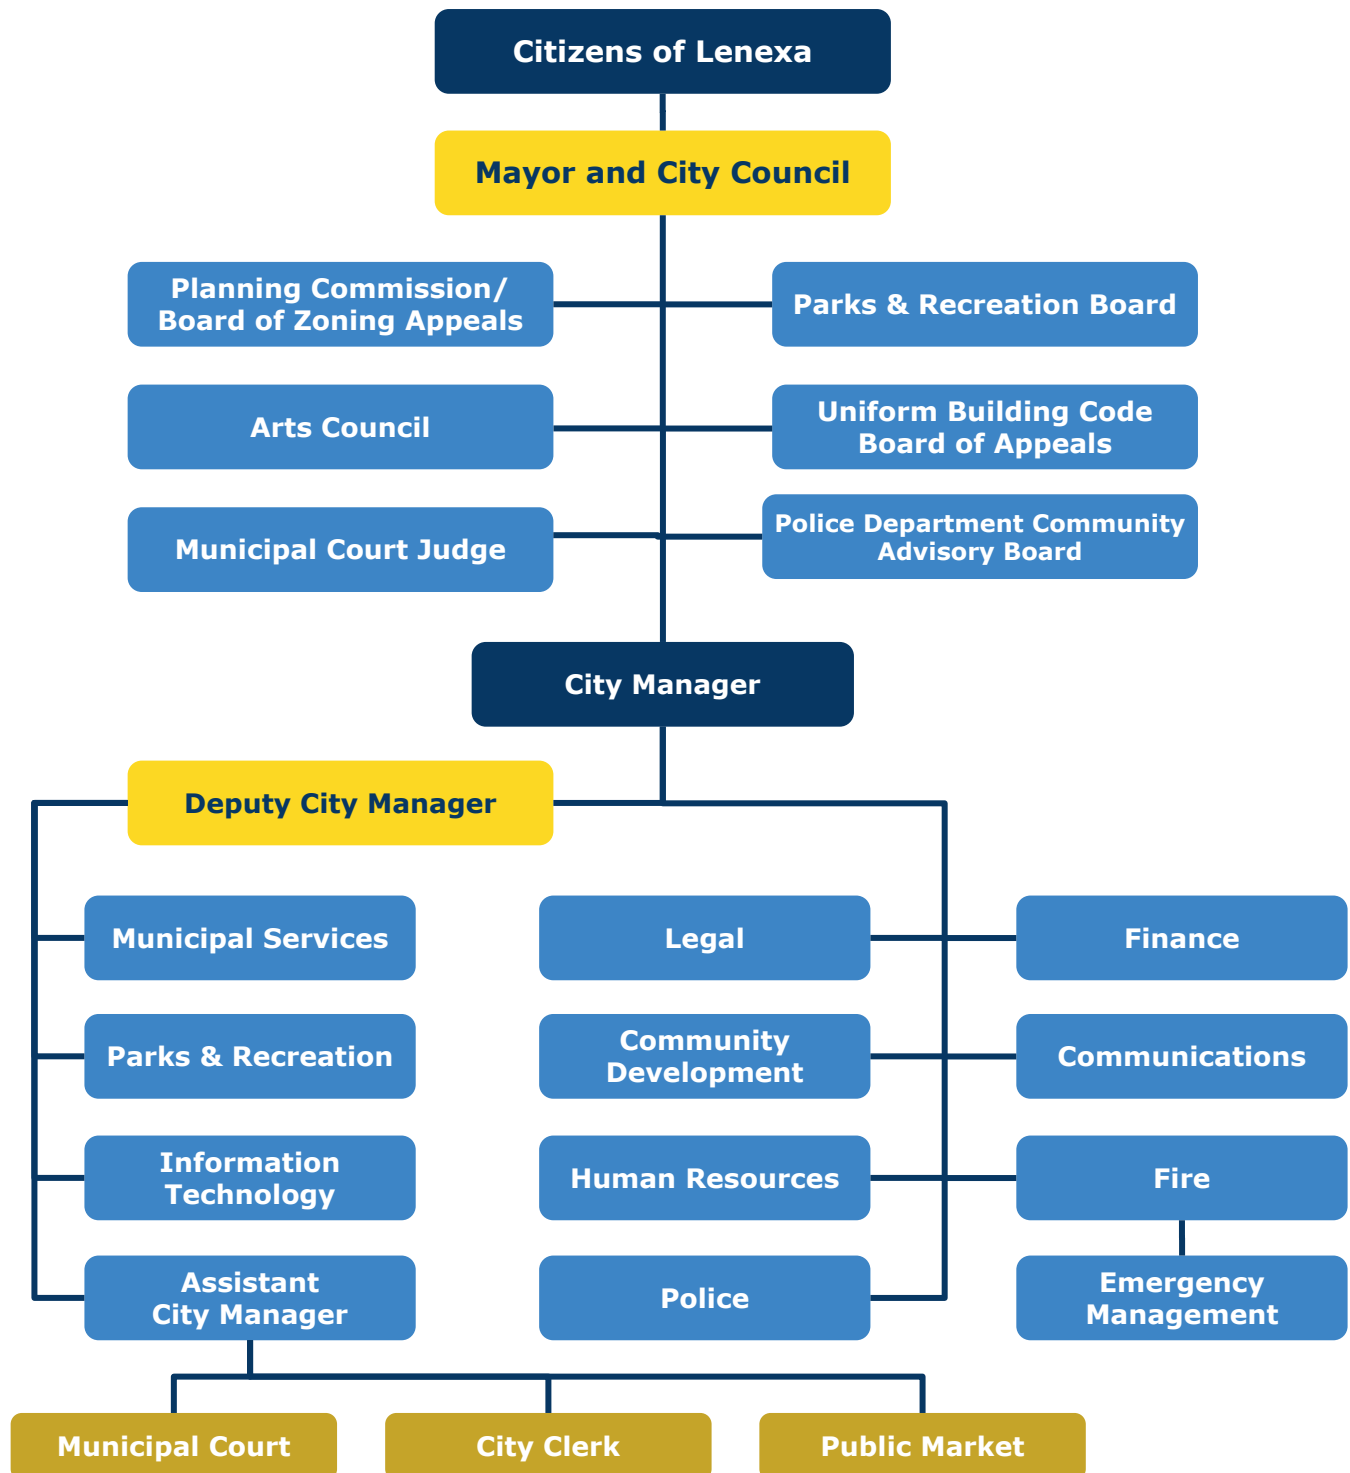 Citizens of Lenexa
Mayor and City Council
Planning Commission/
Board of Zoning Appeals
Parks & Recreation Board
Arts Council
Uniform Building Code
Board of Appeals
Municipal Court Judge
Police Department Community
Advisory Board
City Manager
Deputy City Manager
Municipal Services
Legal
Finance
Parks & Recreation
Community
Development
Communications
Information
Technology
Human Resources
Fire
Assistant
City Manager
Police
Emergency
Management
Municipal Court
City Clerk
Public Market